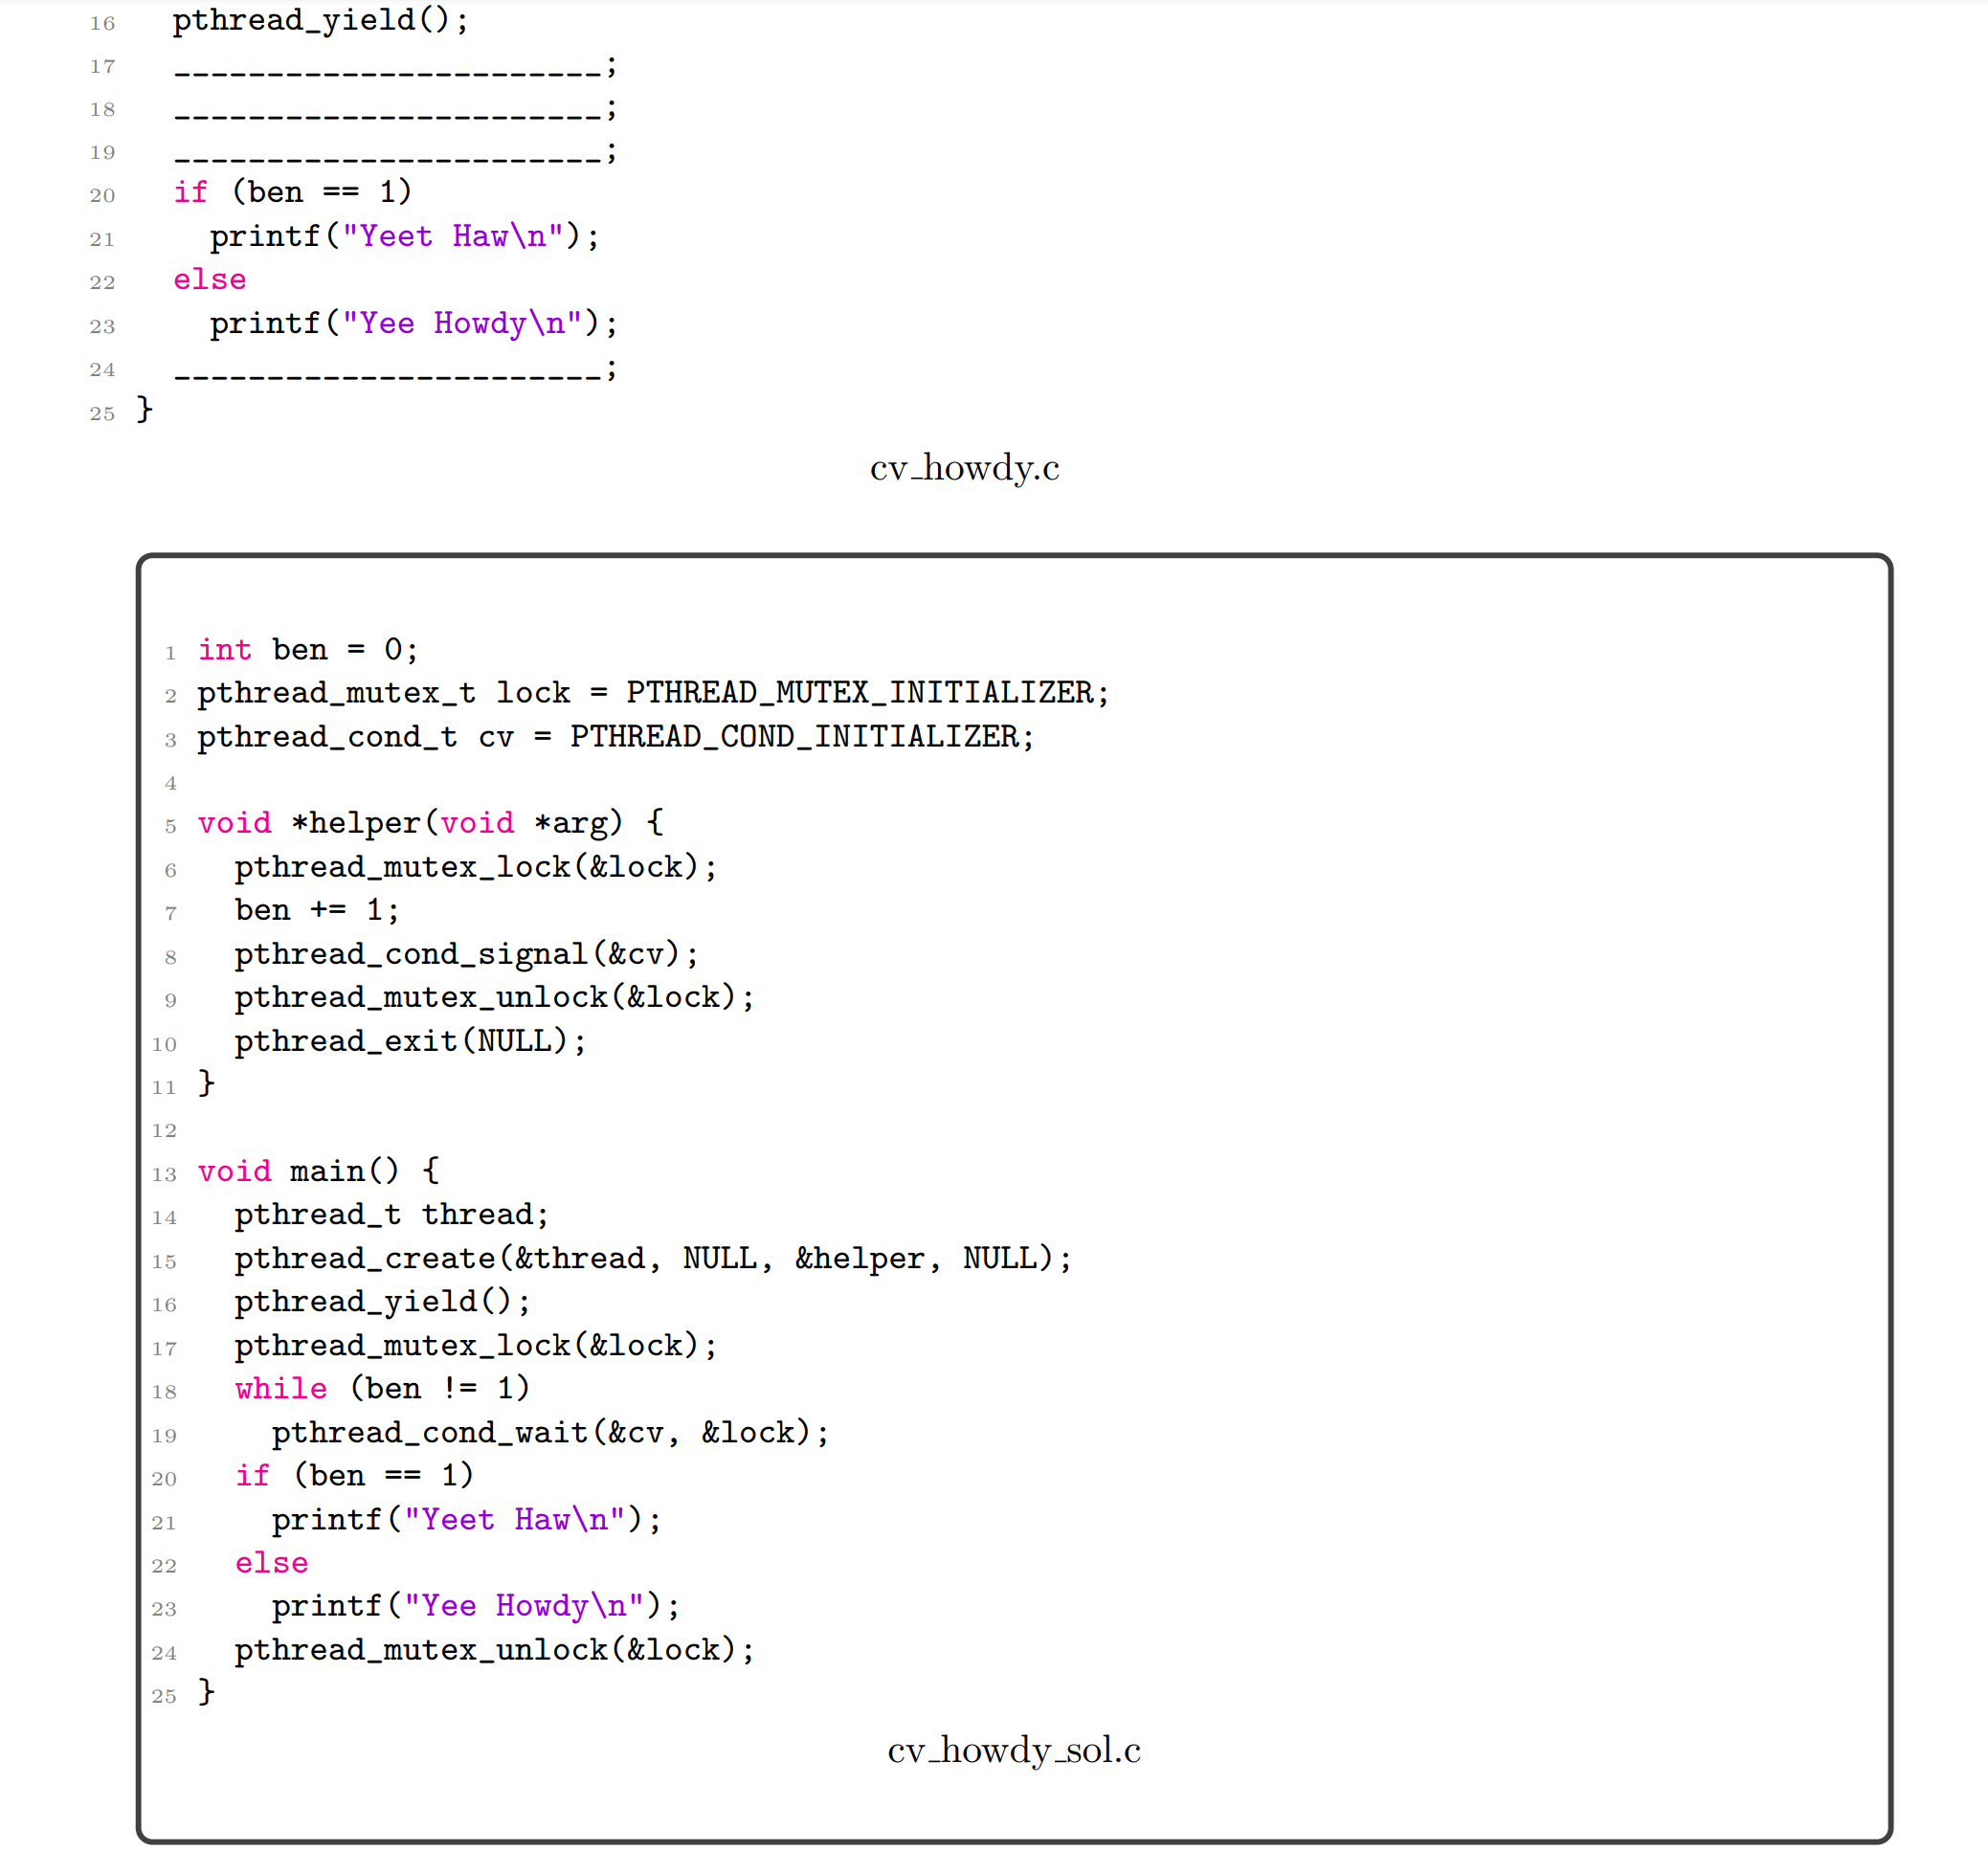 16 pthread_yield();
17 _______________________;
18 _______________________;
19 _______________________;
20 if (ben == 1)
21 printf("Yeet Haw\n");
22 else
23 printf("Yee Howdy\n");
24 _______________________;
25 }
cv_howdy.c
1 int ben = 0;
2 pthread_mutex_t lock = PTHREAD_MUTEX_INITIALIZER;
3 pthread_cond_t cv = PTHREAD_COND_INITIALIZER;
4
5 void *helper(void *arg) {
6 pthread_mutex_lock(&lock);
7 ben += 1;
8 pthread_cond_signal(&cv);
9 pthread_mutex_unlock(&lock);
10 pthread_exit(NULL);
11 }
12
13 void main() {
14 pthread_t thread;
15 pthread_create(&thread, NULL, &helper, NULL);
16 pthread_yield();
17 pthread_mutex_lock(&lock);
18 while (ben != 1)
19 pthread_cond_wait(&cv, &lock);
20 if (ben == 1)
21 printf("Yeet Haw\n");
22 else
23 printf("Yee Howdy\n");
24 pthread_mutex_unlock(&lock);
25 }
cv_howdy_sol.c